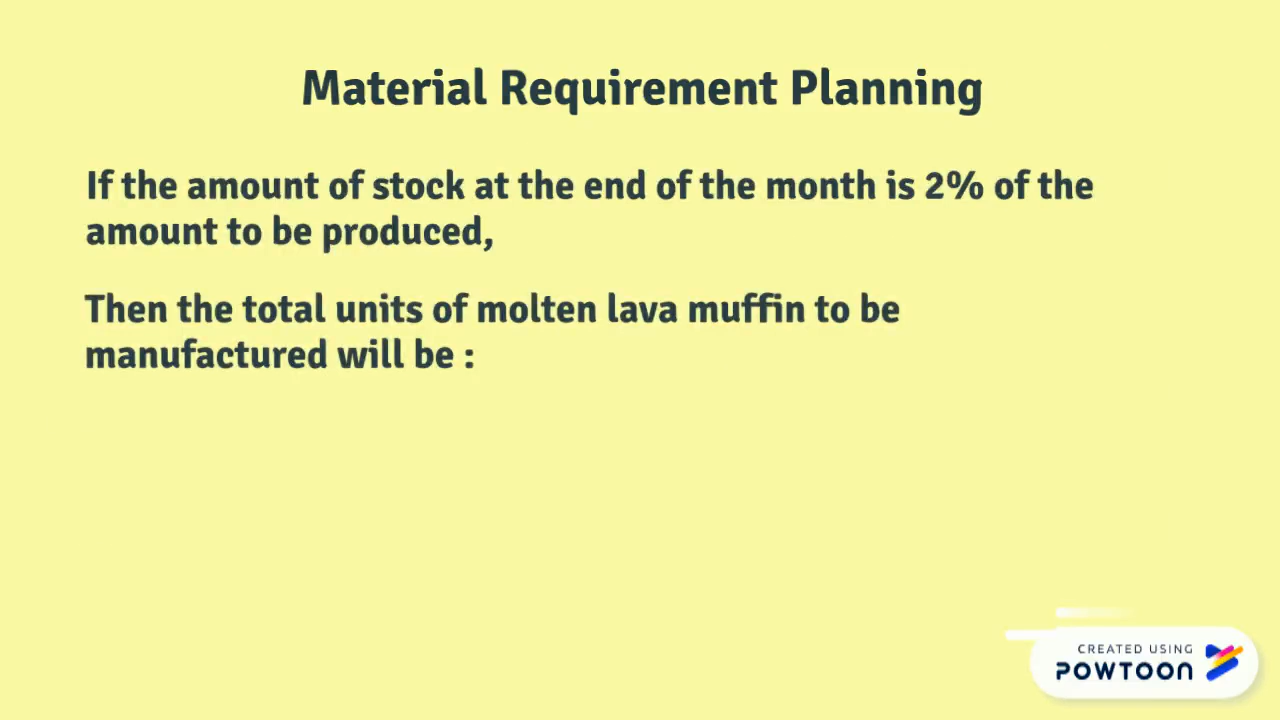 Material Requirement Planning
If the amount of stock at the end of the month is 2% of the
amount to be produced,
Then the total units of molten lava muffin to be
manufactured will be :
CREATED USING
POWTOON